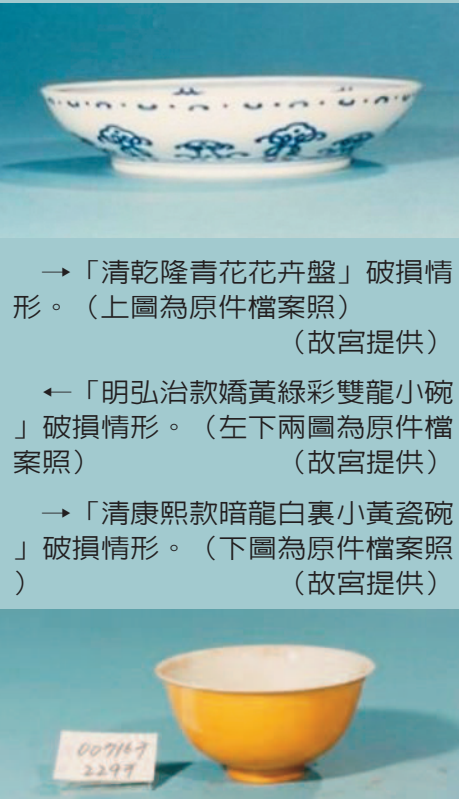 →「清乾隆青花花卉盤」破損情
形。（上圖為原件檔案照）
（故宮提供）
←「明弘治款嬌黃綠彩雙龍小碗
」破損情形。（左下兩圖為原件檔
案照）（故宮提供）
→「清康熙款暗龍白裏小黃瓷碗
」破損情形。（下圖為原件檔案照
）（故宮提供）
2297